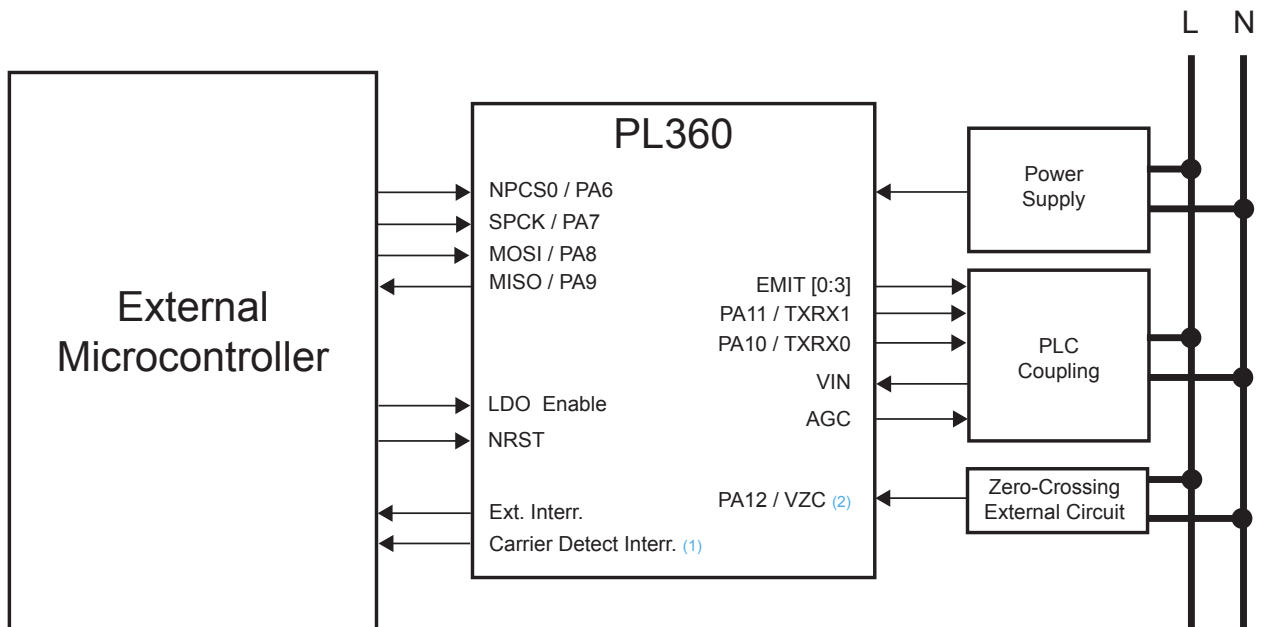 L N
PL360
External
Microcontroller
NPCS0 / PA6
SPCK / PA7
MOSI / PA8
MISO / PA9
LDO Enable
NRST
Ext. Interr.
Carrier Detect Interr. (1)
EMIT [0:3]
PA11 / TXRX1
PA10 / TXRX0
VIN
AGC
PA12 / VZC (2)
Power
Supply
PLC
Coupling
Zero-Crossing
External Circuit